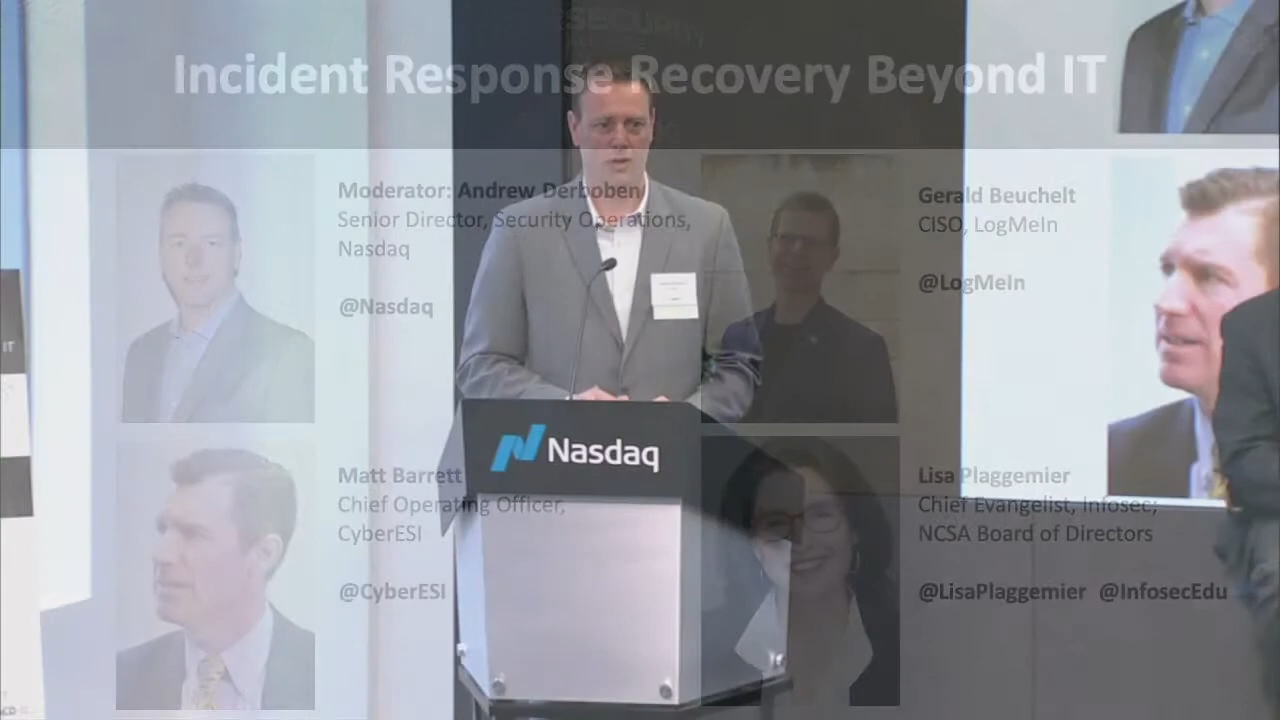 SECURITY
Incident Response Recovery Beyond IT
Moderator: Andrew Derboben
Senior Director, Security Operations,
Nasdaq
@Nasdaq
Gerald Beuchelt
CISO, LogMeIn
@LogMeIn
IT
Nasdaq
Matt Barrett
Chief Operating Officer,
CyberESI
@CyberESI
Lisa Plaggemier
Chief Evangelist, Infosec;
NCSA Board of Directors
@LisaPlaggemier @InfosecEdu